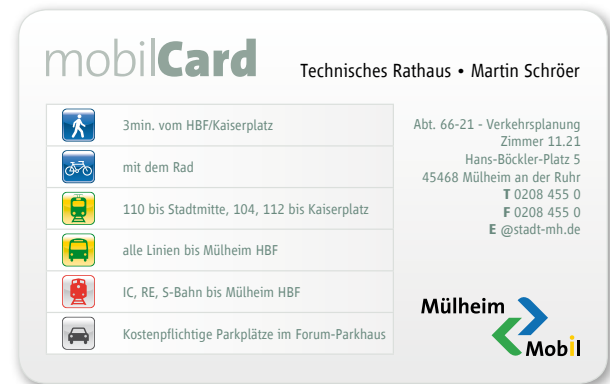 mobilCard
Technisches Rathaus • Martin Schröer
3min. vom HBF/Kaiserplatz
mit dem Rad
110 bis Stadtmitte, 104, 112 bis Kaiserplatz
alle Linien bis Mülheim HBF
IC, RE, S-Bahn bis Mülheim HBF
Kostenpflichtige Parkplätze im Forum-Parkhaus
Abt. 66-21 - Verkehrsplanung
Zimmer 11.21
Hans-Böckler-Platz 5
45468 Mülheim an der Ruhr
T 0208 455 0
F 0208 455 0
E @stadt-mh.de
Mülheim
Mobil